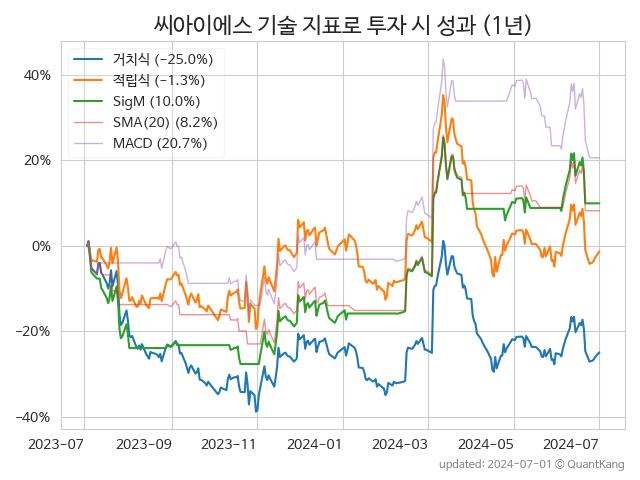 씨아이에스 기술 지표로 투자 시 성과 (1년)
거치식 (−25.0%)
적립식 (−1.3%)
SigM (10.0%)
SMA(20) (8.2%)
MACD (20.7%)
40%
20%
0%
−20%
−40%
2023-07 2023-09 2023-11 2024-01 2024-03 2024-05 2024-07
updated: 2024-07-01 © QuantKang